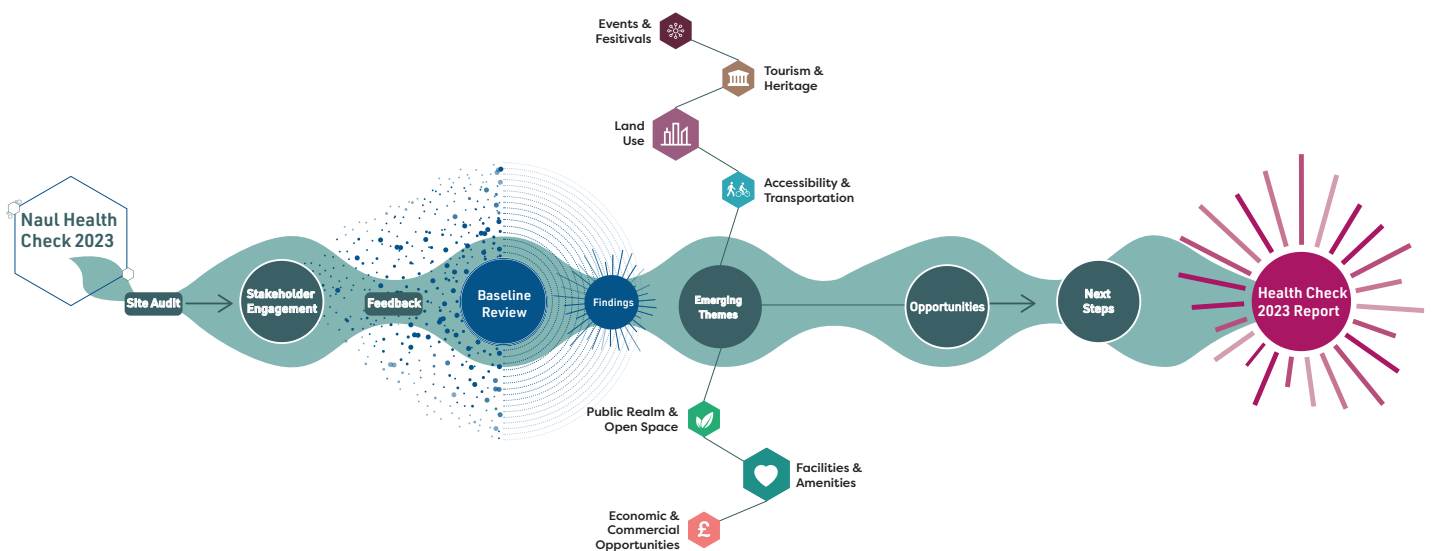 Naul Health
Check 2023
Site Audit
Stakeholder
Engagement
Feedback
Baseline
Review
Findings
Events &
Fesitivals
Tourism &
Heritage
Land
Use
Accessibility &
Transportation
Emerging
Themes
Public Realm &
Open Space
Facilities &
Amenities
Economic &
Commercial
Opportunities
£
Opportunities
Next
Steps
Health Check
2023 Report